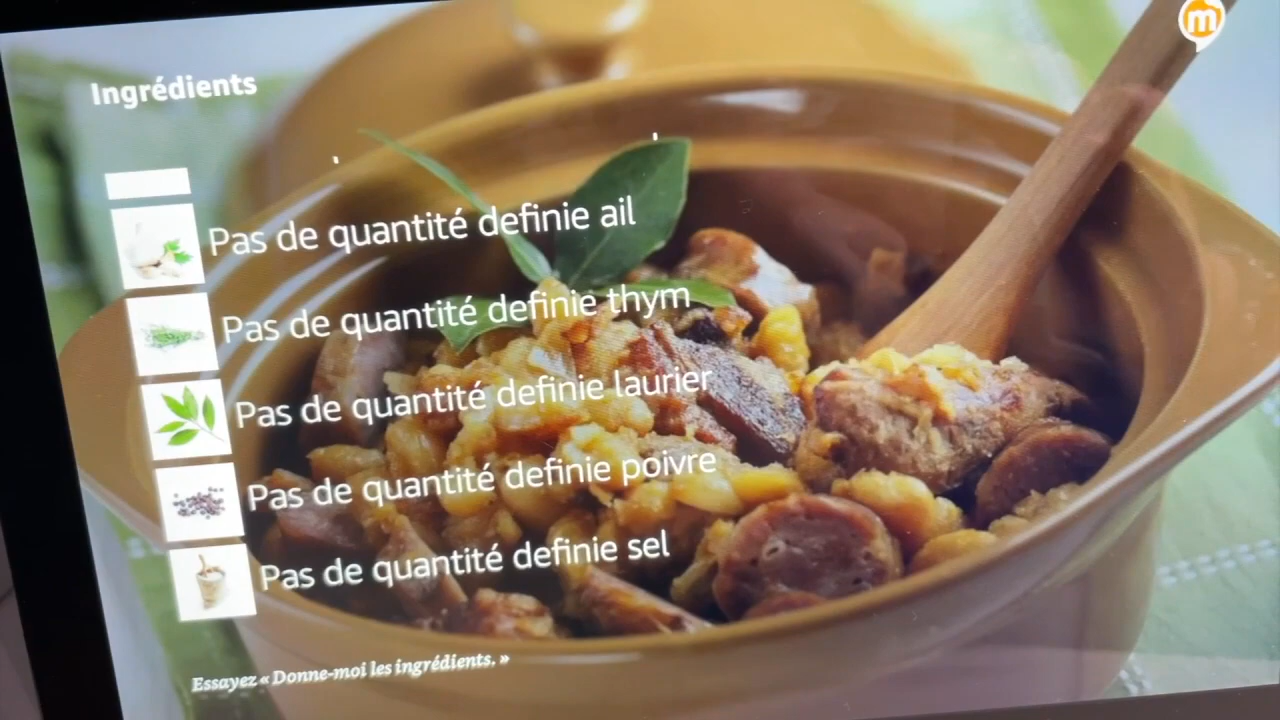 m
Ingrédients
Pas de quantité definie ail
Pas de quantité definie thym
Pas de quantité definie laurier
Pas de quantité definie poivre
Pas de quantité definie sel
Essayez « Donne-moi les ingrédients. »